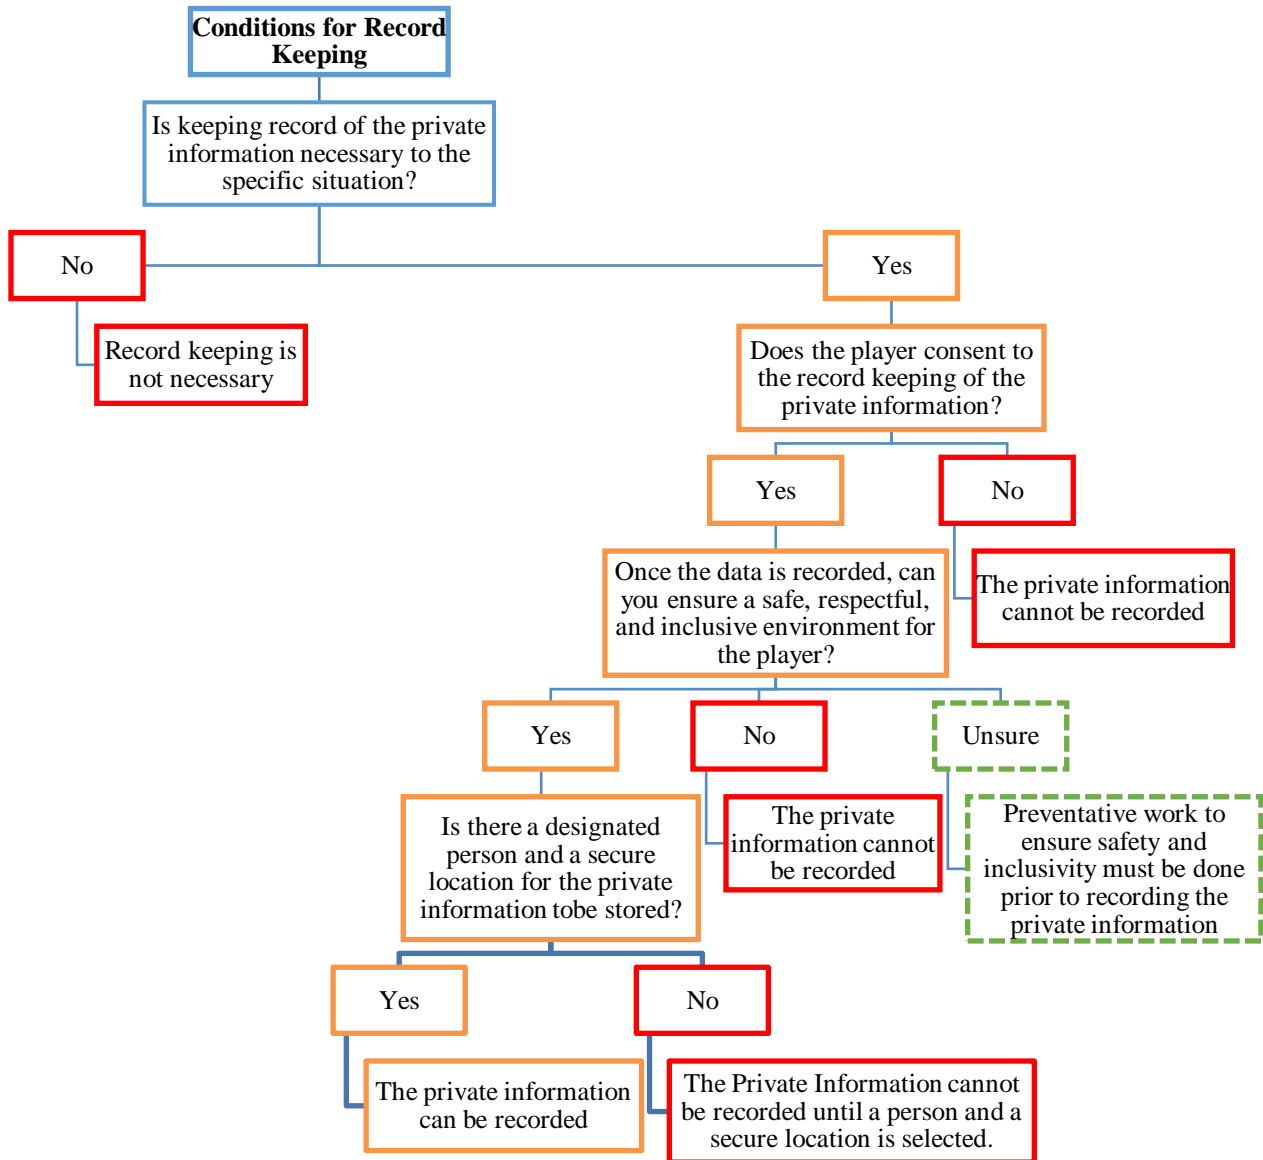 Conditions for Record
Keeping
Is keeping record of the private
information necessary to the
specific situation?
No
Yes
Record keeping is
not necessary
Does the player consent to
the record keeping of the
private information?
Yes
No
Once the data is recorded, can
you ensure a safe, respectful,
and inclusive environment for
the player?
The private information
cannot be recorded
Yes
No
Unsure
Is there a designated
person and a secure
location for the private
information tobe stored?
The private
information cannot
be recorded
Preventative work to
ensure safety and
inclusivity must be done
prior to recording the
private information
Yes
No
The private information
can be recorded
The Private Information cannot
be recorded until a person and a
secure location is selected.